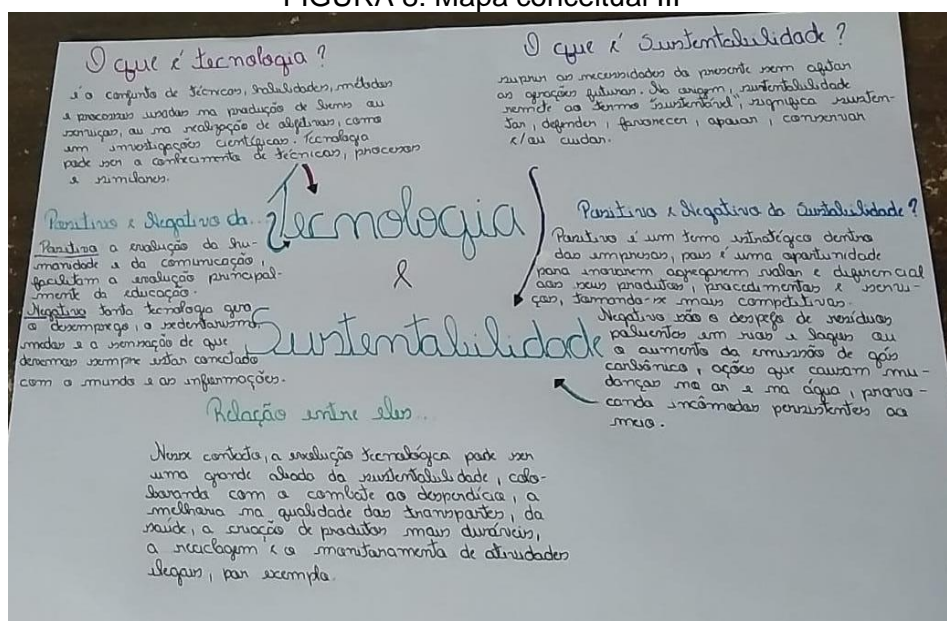 FIGURA 3: Mapa conceitual III
O que é tecnologia?
é o conjunto de técnicas, habilidades, métodos
e processos usados na produção de bens ou
serviços, ou na realização de objetivos, como
em investigações científicas. Tecnologia
pode ser o conhecimento de técnicas, processos
e similares.
O que é Sustentabilidade?
suprir as necessidades do presente sem afetar
as gerações futuras. Na origem, sustentabilidade
remete ao termo "sustentável", significa susten-
tar, defender, favorecer, apoiar, conservar
e/ou cuidar.
Positivo e Negativo da...
Positivo a evolução da hu-
manidade e da comunicação,
facilitam a evolução principal-
mente da educação.
Negativo tanta tecnologia gera
o desemprego, o sedentarismo,
medos e a sensação de que
devemos sempre estar conectado
com o mundo e as informações.
Tecnologia
&
Sustentabilidade
Positivo e Negativo da Sustabilidade?
Positivo é um tema estratégico dentro
das empresas, pois é uma oportunidade
para inovarem agregarem valor e diferencial
aos seus produtos, procedimentos e servi-
ços, tornando-se mais competitivas.
Negativo são o despejo de resíduos
poluentes em rios e lagos ou
o aumento da emissão de gás
carbônico, ações que causam mu-
danças no ar e na água, provo-
cando incômodos persistentes ao
meio.
Relação entre eles...
Nesse contexto, a evolução tecnológica pode ser
uma grande aliada da sustentabilidade, colo-
borando com o combate ao desperdício, a
melhoria na qualidade dos transportes, da
saúde, a criação de produtos mais duráveis,
a reciclagem e o monitoramento de atividades
ilegais, por exemplo.